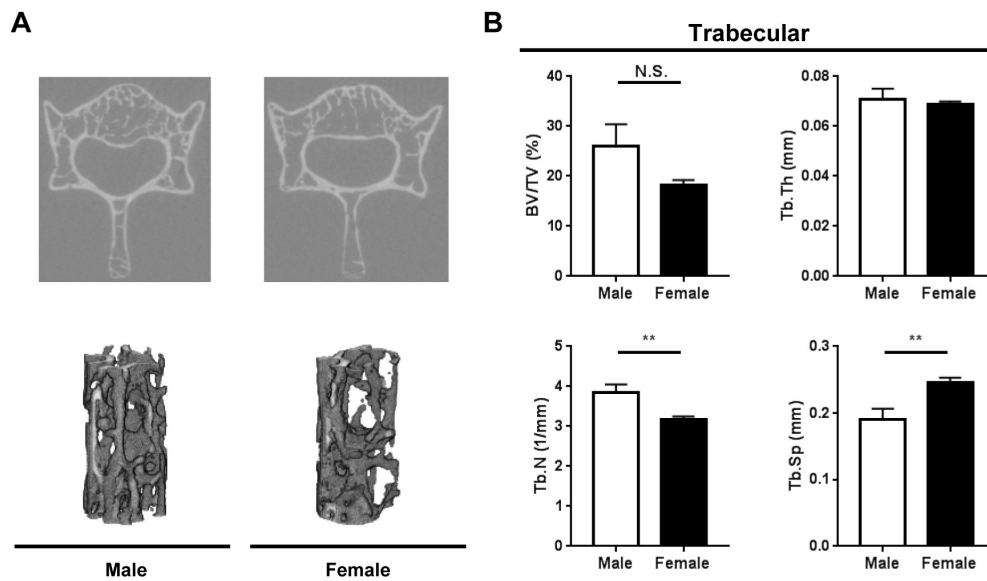 A
B
Trabecular
N.S.
BV/TV (%)
40
30
20
10
0
Male Female
Tb.Th (mm)
0.08
0.06
0.04
0.02
0.00
Male Female
**
Tb.N (1/mm)
5
4
3
2
1
0
Male Female
**
Tb.Sp (mm)
0.3
0.2
0.1
0.0
Male Female
Male
Female